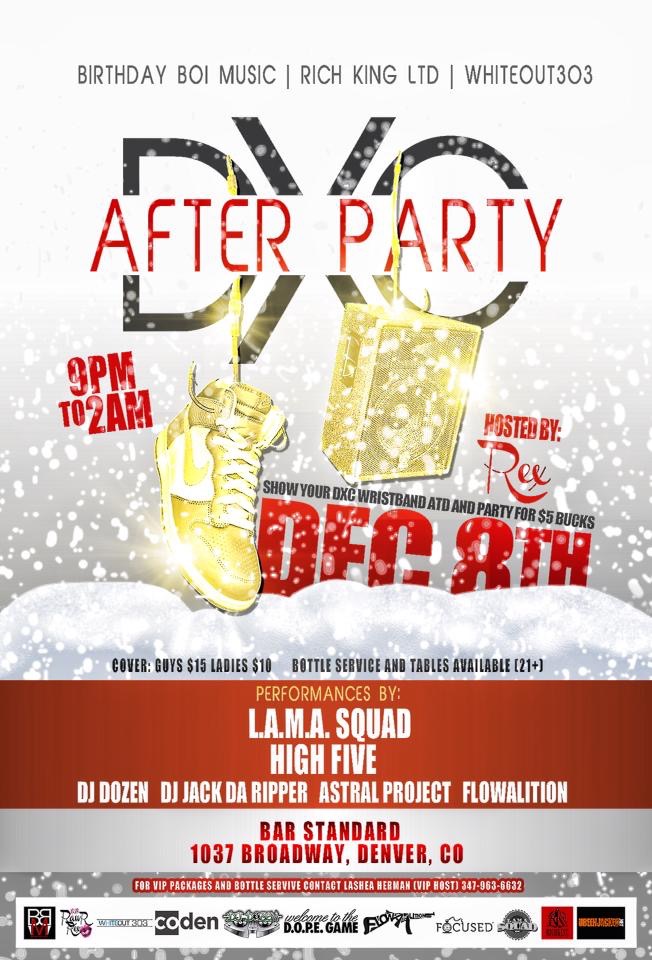 BIRTHDAY BOI MUSIC | RICH KING LTD | WHITEOUT303
DXC
AFTER PARTY
9PM
TO 2AM
HOSTED BY:
Rex
SHOW YOUR DXC WRISTBAND ATD AND PARTY FOR $5 BUCKS
DEC 8TH
COVER: GUYS $15 LADIES $10 BOTTLE SERVICE AND TABLES AVAILABLE (21+)
PERFORMANCES BY:
L.A.M.A. SQUAD
HIGH FIVE
DJ DOZEN DJ JACK DA RIPPER ASTRAL PROJECT FLOWALITION
BAR STANDARD
1037 BROADWAY, DENVER, CO
FOR VIP PACKAGES AND BOTTLE SERVIVE CONTACT LASHEA HERMAN (VIP HOST) 347-963-6632
WHITEOUT 303
coden
welcome to the
D.O.P.E. GAME
FOCUSED
SQUAD